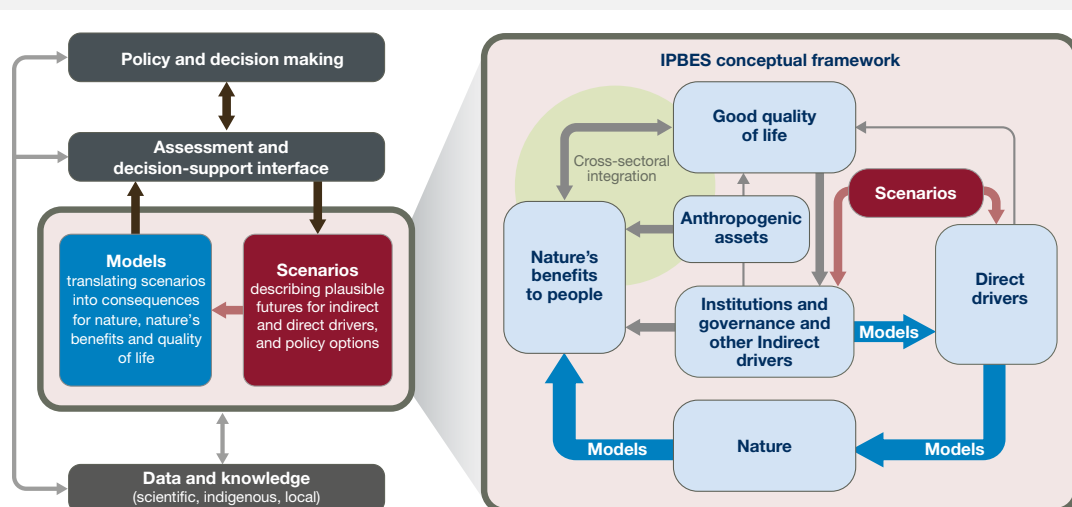 Policy and decision making
Assessment and
decision-support interface
Models
translating scenarios
into consequences
for nature, nature's
benefits and quality
of life
Scenarios
describing plausible
futures for indirect
and direct drivers,
and policy options
Data and knowledge
(scientific, indigenous, local)
IPBES conceptual framework
Good quality
of life
Cross-sectoral
integration
Scenarios
Anthropogenic
assets
Nature's
benefits
to people
Direct
drivers
Institutions and
governance and
other Indirect
drivers
Models
Nature
Models
Models